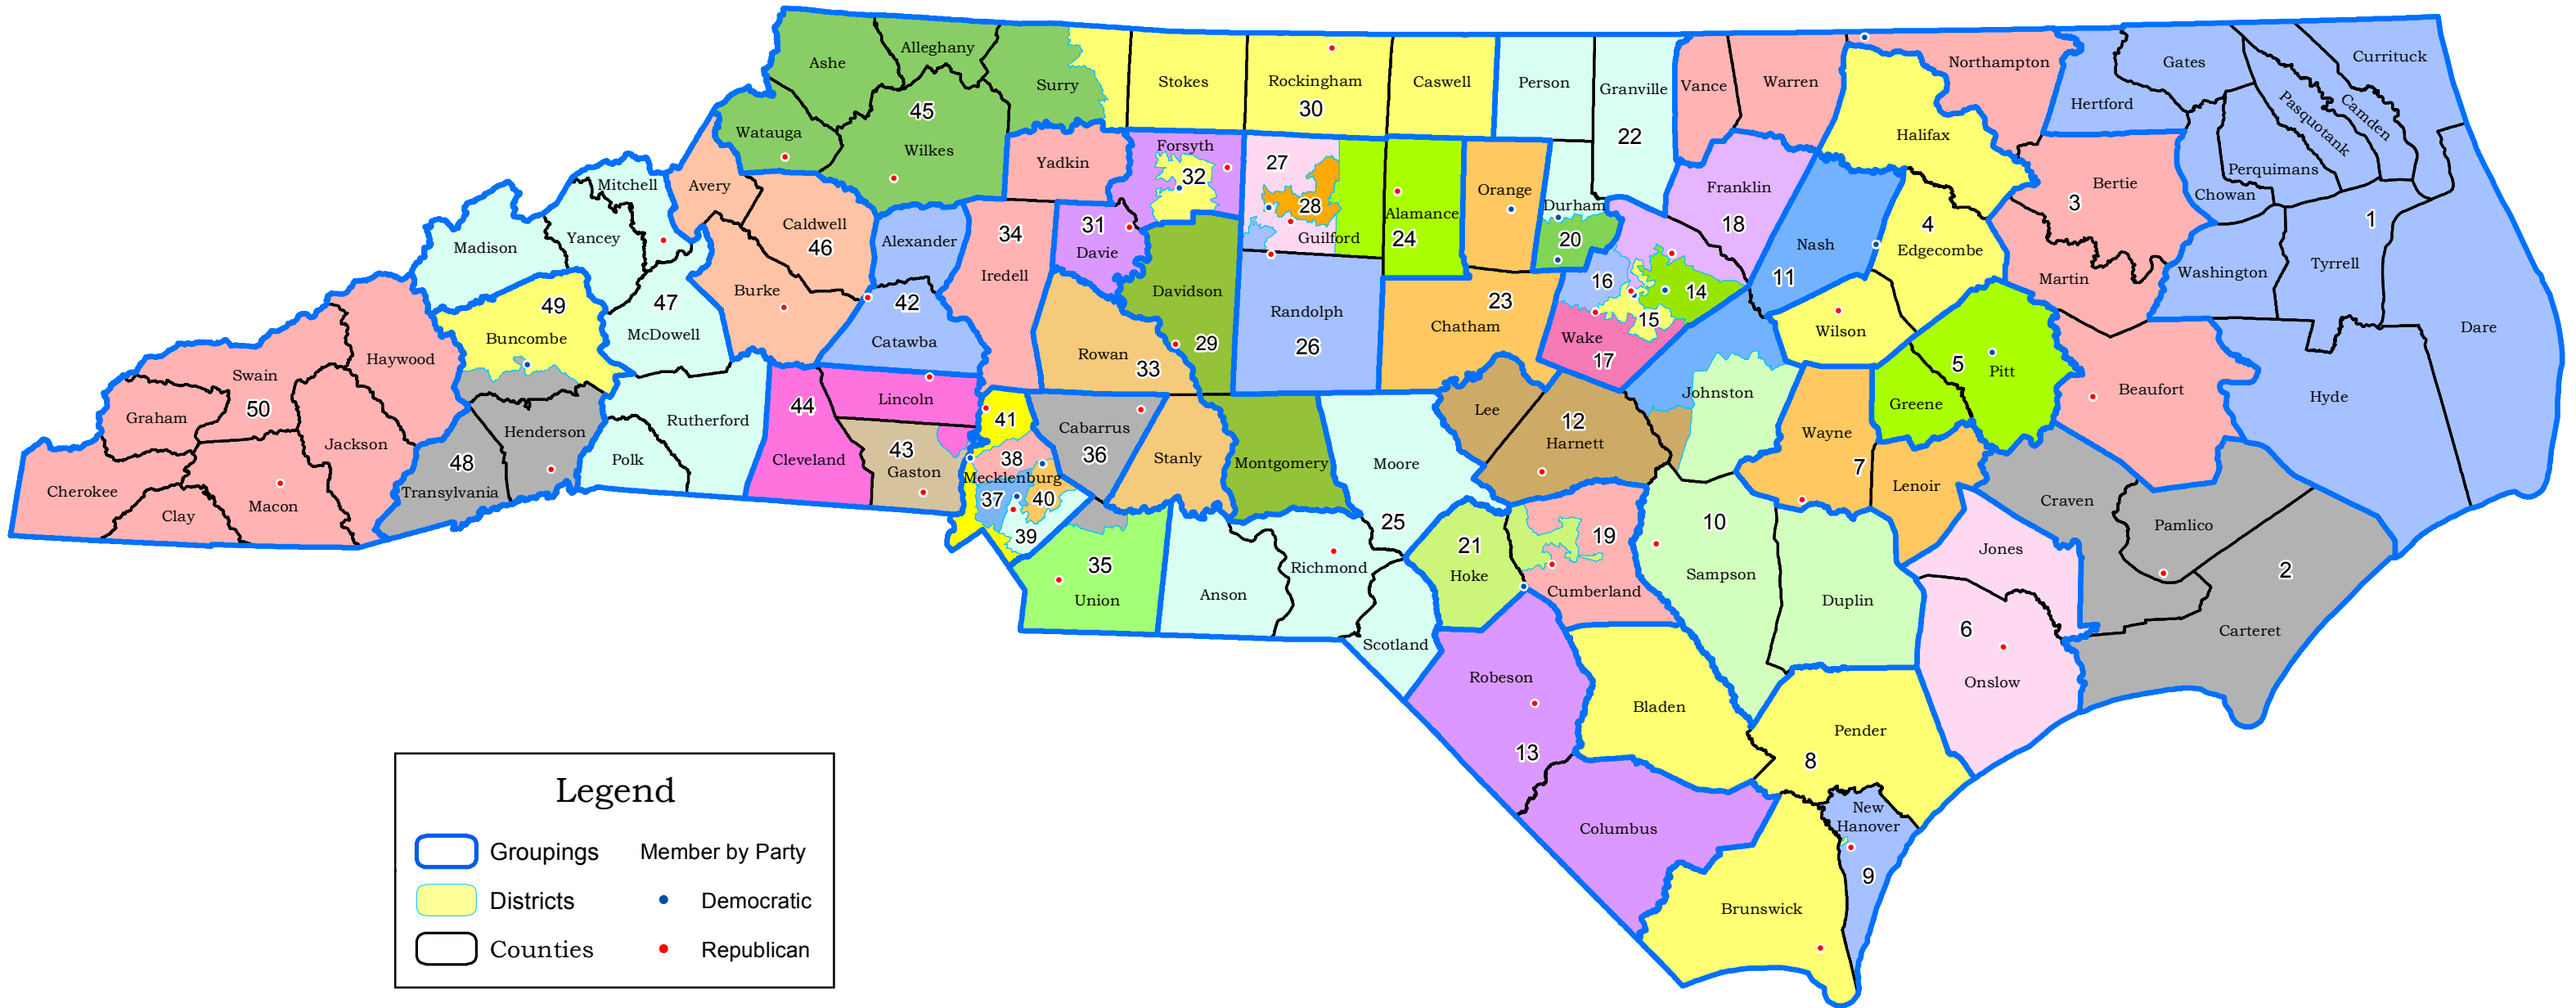 Ashe
Alleghany
Surry
Stokes
Rockingham
30
Caswell
Person
Granville
22
Vance
Warren
Northampton
Gates
Currituck
Hertford
Pasquotank
Camden
Perquimans
Chowan
Halifax
Watauga
45
Wilkes
Yadkin
Forsyth
32
27
28
Guilford
Alamance
24
Orange
Durham
20
Franklin
18
Nash
11
4
Edgecombe
Bertie
3
Martin
Washington
Tyrrell
1
Dare
Hyde
Mitchell
Avery
Caldwell
46
Alexander
34
Iredell
31
Davie
Davidson
29
Randolph
26
Chatham
23
16
14
15
Wake
17
Wilson
Madison
Yancey
Burke
42
Catawba
Rowan
33
47
McDowell
49
Buncombe
Haywood
Swain
50
Graham
Jackson
Cherokee
Clay
Macon
48
Transylvania
Henderson
Rutherford
Polk
44
Cleveland
Lincoln
43
Gaston
41
38
Mecklenburg
37
40
39
Cabarrus
36
Stanly
Montgomery
Moore
25
Lee
12
Harnett
Johnston
Wayne
7
Greene
5
Pitt
Beaufort
Lenoir
Craven
Pamlico
Jones
2
Carteret
6
Onslow
35
Union
Anson
Richmond
Scotland
21
Hoke
19
Cumberland
10
Sampson
Duplin
Robeson
13
Bladen
Pender
8
Columbus
New
Hanover
9
Brunswick
Legend
Groupings
Districts
Counties
Member by Party
Democratic
Republican